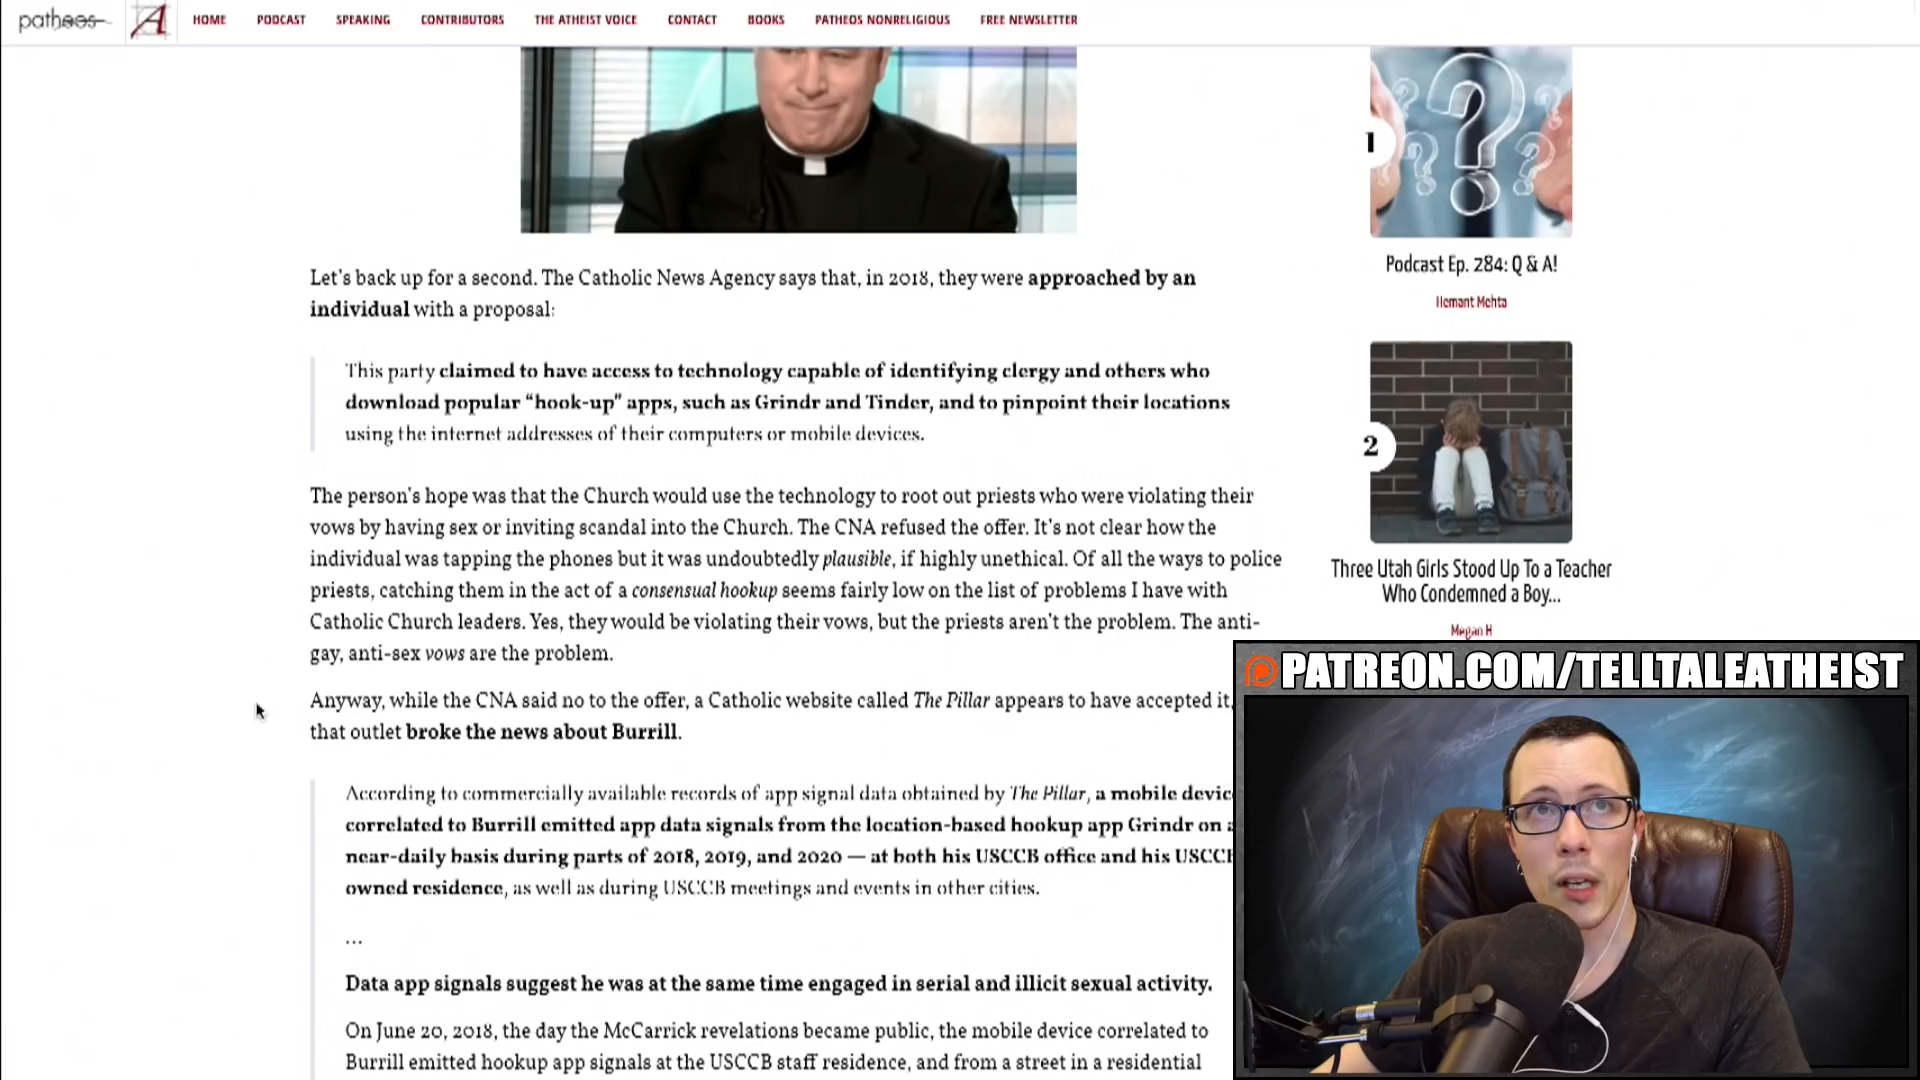 patheos A HOME PODCAST SPEAKING CONTRIBUTORS THE ATHEIST VOICE CONTACT BOOKS PATHEOS NONRELIGIOUS FREE NEWSLETTER
Let's back up for a second. The Catholic News Agency says that, in 2018, they were approached by an
individual with a proposal:
This party claimed to have access to technology capable of identifying clergy and others who
download popular “hook-up” apps, such as Grindr and Tinder, and to pinpoint their locations
using the internet addresses of their computers or mobile devices.
The person's hope was that the Church would use the technology to root out priests who were violating their
vows by having sex or inviting scandal into the Church. The CNA refused the offer. It's not clear how the
individual was tapping the phones but it was undoubtedly plausible, if highly unethical. Of all the ways to police
priests, catching them in the act of a consensual hookup seems fairly low on the list of problems I have with
Catholic Church leaders. Yes, they would be violating their vows, but the priests aren't the problem. The anti-
gay, anti-sex vows are the problem.
Anyway, while the CNA said no to the offer, a Catholic website called The Pillar appears to have accepted it,
that outlet broke the news about Burrill.
According to commercially available records of app signal data obtained by The Pillar, a mobile
correlated to Burrill emitted app data signals from the location-based hookup app Grindr on
near-daily basis during parts of 2018, 2019, and 2020 — at both his USCCB office and his
owned residence, as well as during USCCB meetings and events in other cities.
...
Data app signals suggest he was at the same time engaged in serial and illicit sexual activity.
On June 20, 2018, the day the McCarrick revelations became public, the mobile device correlated to
Burrill emitted hookup app signals at the USCCB staff residence, and from a street in a residential
1
Podcast Ep. 284: Q & A!
Hemant Mehta
2
Three Utah Girls Stood Up To a Teacher
Who Condemned a Boy...
Megan H
PATREON.COM/TELLTALEATHEIST